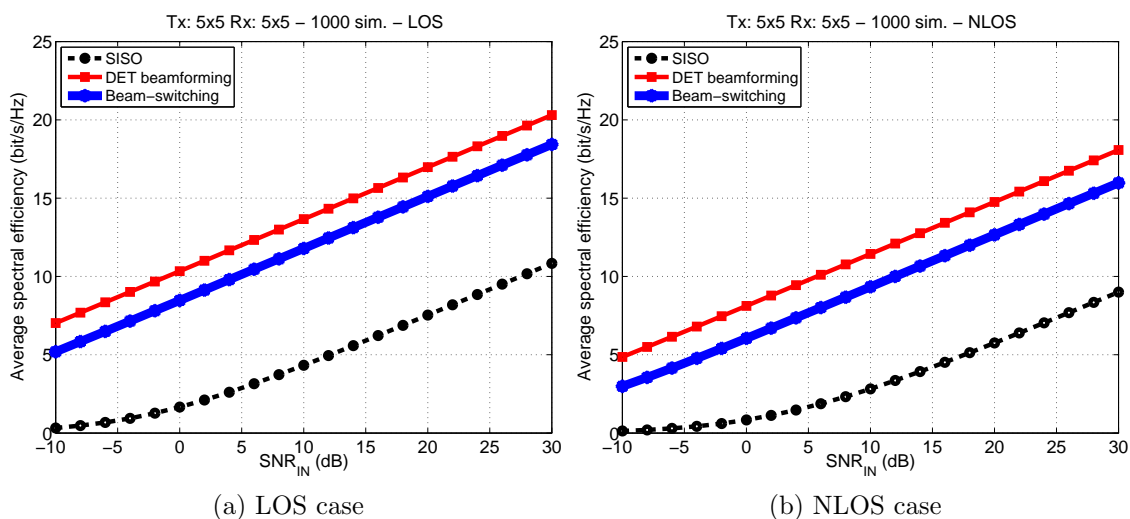 Tx: 5x5 Rx: 5x5 − 1000 sim. − LOS
25
20
15
10
5
0
Average spectral efficiency (bit/s/Hz)
SISO
DET beamforming
Beam−switching
−10 −5 0 5 10 15 20 25 30
SNR_IN (dB)
(a) LOS case
Tx: 5x5 Rx: 5x5 − 1000 sim. − NLOS
25
20
15
10
5
0
Average spectral efficiency (bit/s/Hz)
SISO
DET beamforming
Beam−switching
−10 −5 0 5 10 15 20 25 30
SNR_IN (dB)
(b) NLOS case